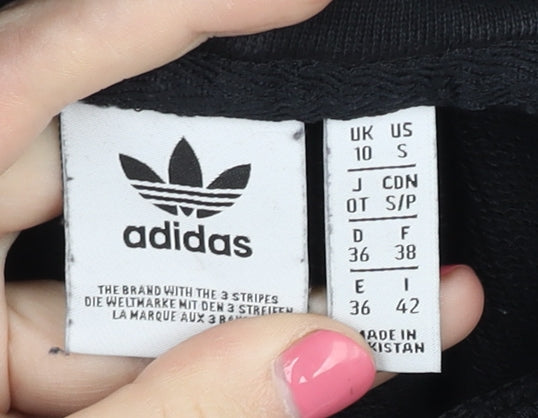 adidas
THE BRAND WITH THE 3 STRIPES
DIE WELTMARKE MIT DEN 3 STREIFEN
LA MARQUE AUX 3
UK US
10 S
J CDN
OT S/P
D F
36 38
E I
36 42
MADE IN
KISTAN